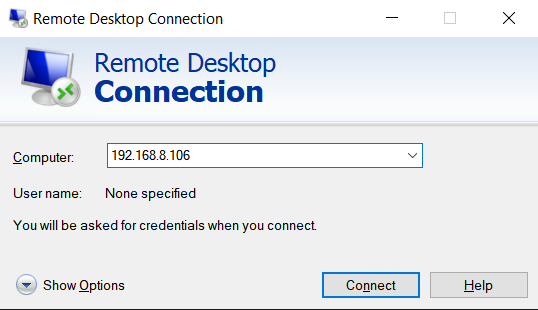 Remote Desktop Connection
Remote Desktop
Connection
Computer: 192.168.8.106
User name: None specified
You will be asked for credentials when you connect.
Show Options Connect Help